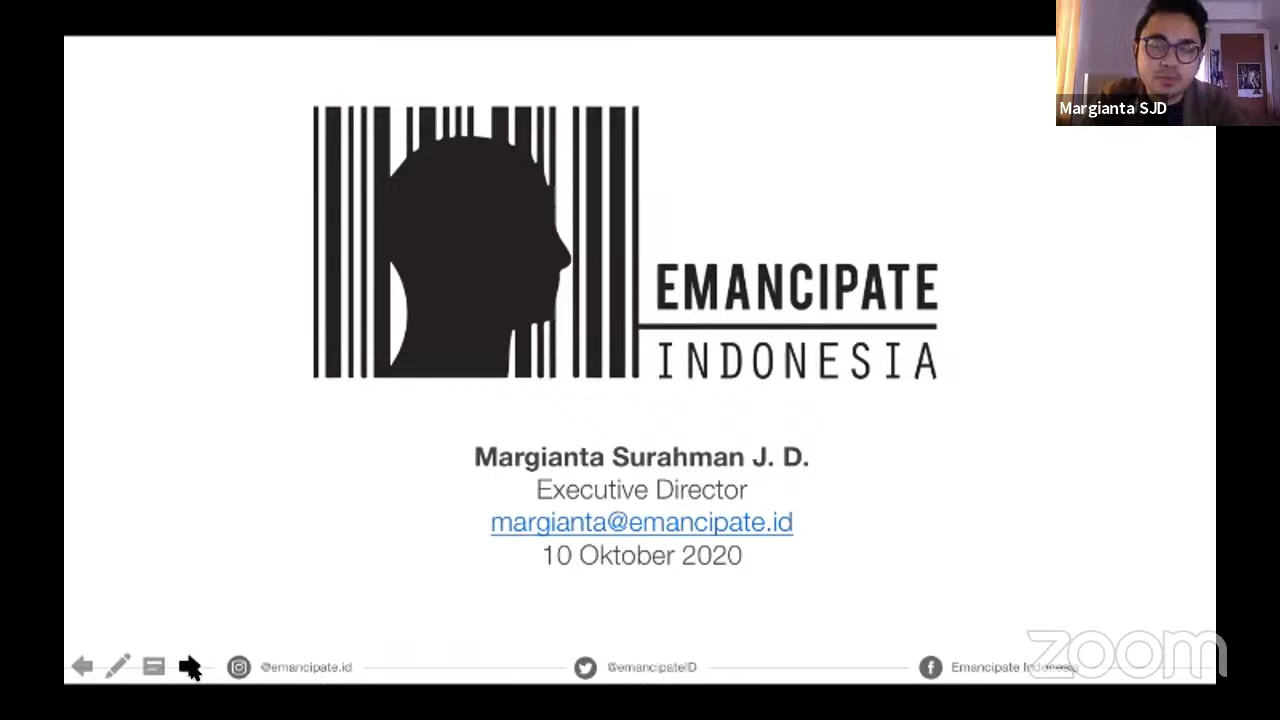 Margianta SJD
EMANCIPATE
INDONESIA
Margianta Surahman J. D.
Executive Director
margianta@emancipate.id
10 Oktober 2020
@emancipate.id
@emancipateID
Emancipate Indonesia
zoom